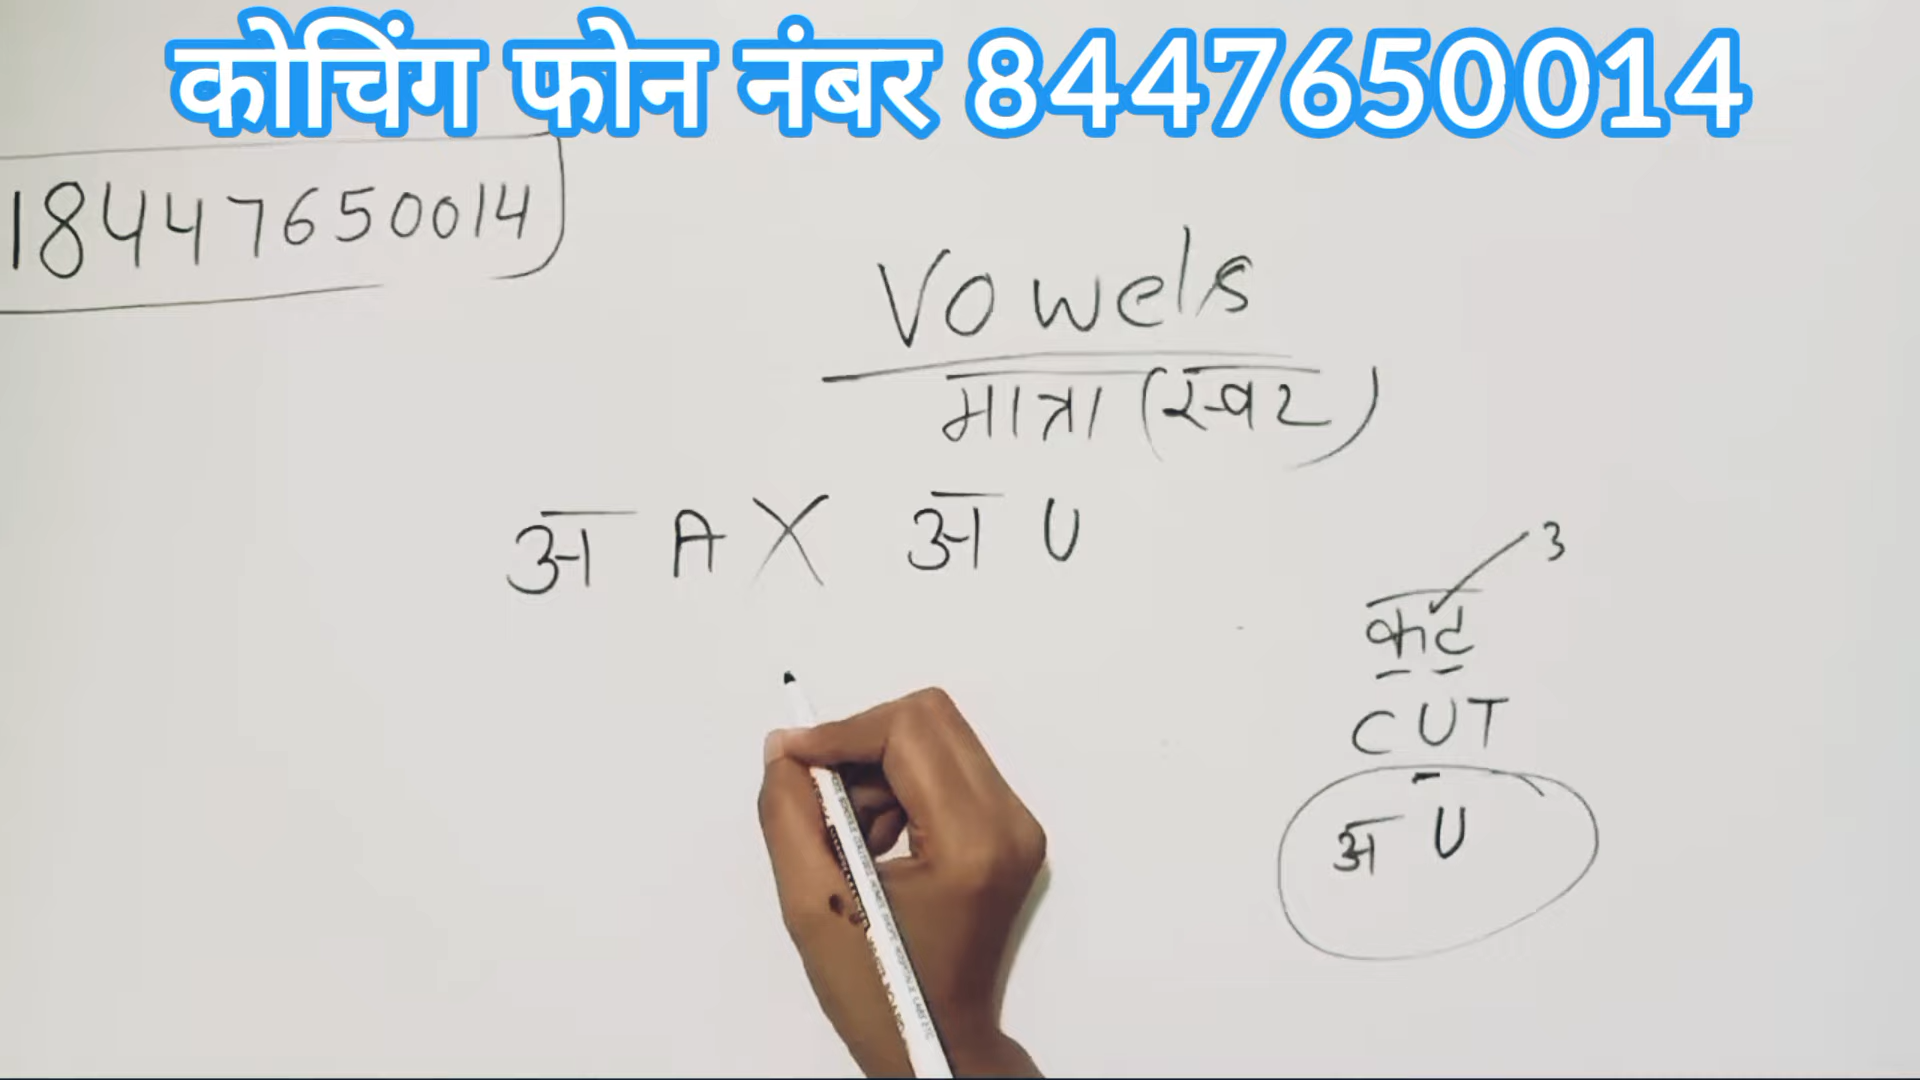 कोचिंग फोन नंबर 8447650014
18447650014
Vowels
मात्रा (स्वर)
अ A X अ U
3
कट
CUT
अ U